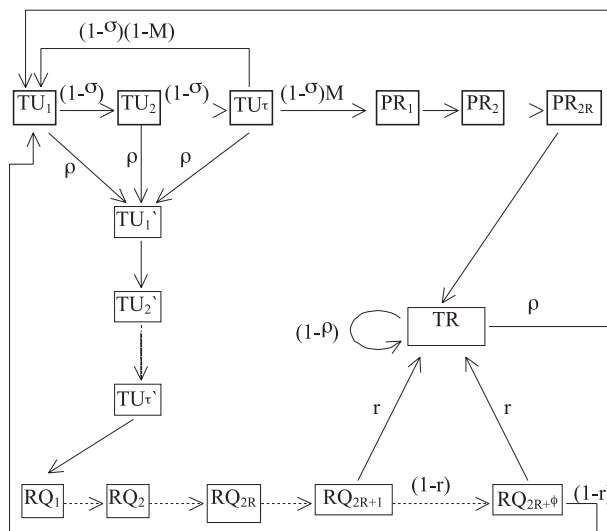 (1-σ)(1-M)
TU₁ (1-σ) TU₂ (1-σ) TUτ (1-σ)M PR₁ PR₂ PR₂R
ρ ρ ρ
TU₁`
TU₂`
TR ρ
(1-ρ)
TUτ`
r r
RQ₁ RQ₂ RQ₂R RQ₂R+1 (1-r) RQ₂R+ϕ (1-r)